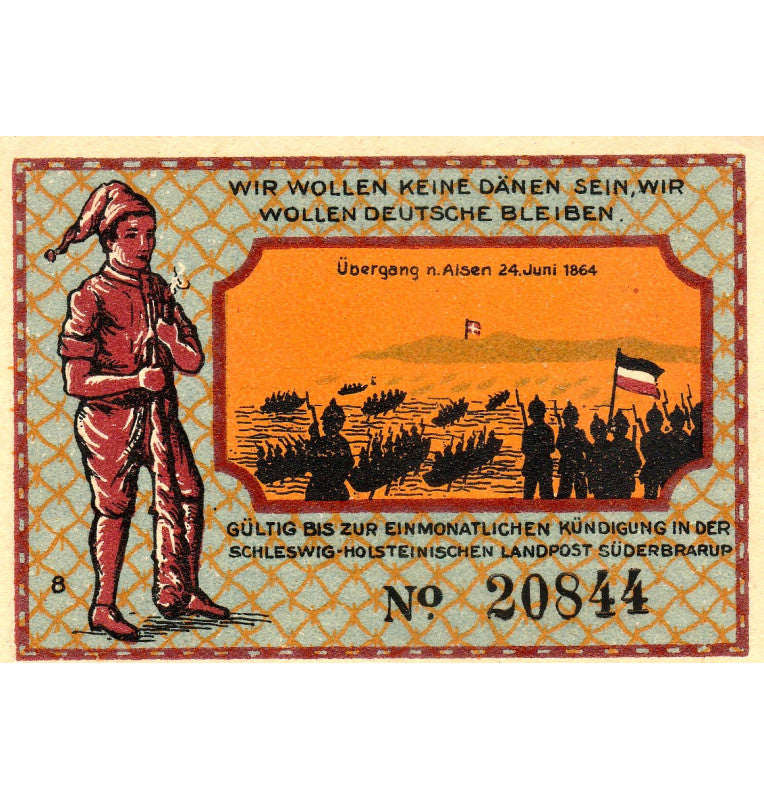 WIR WOLLEN KEINE DÄNEN SEIN, WIR
WOLLEN DEUTSCHE BLEIBEN.
Übergang n. Alsen 24. Juni 1864
GÜLTIG BIS ZUR EINMONATLICHEN KÜNDIGUNG IN DER
SCHLESWIG-HOLSTEINISCHEN LANDPOST SÜDERBRARUP
8
No 20844